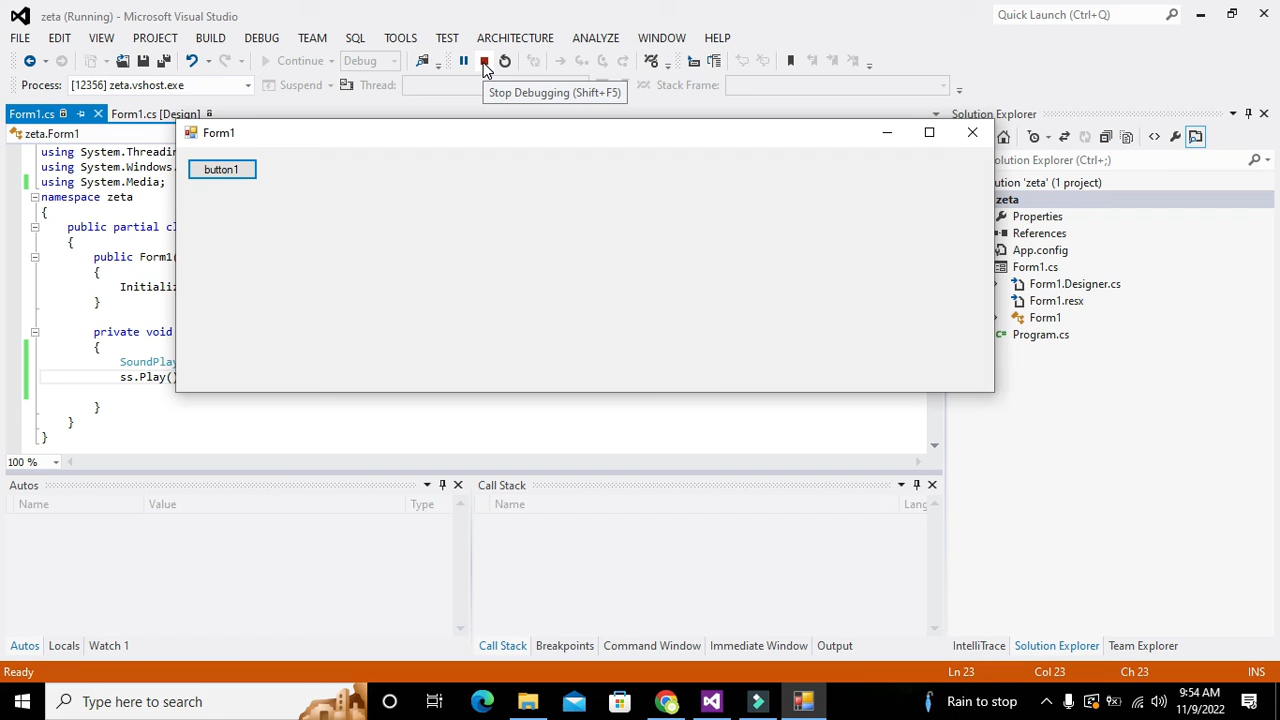 zeta (Running) - Microsoft Visual Studio
Quick Launch (Ctrl+Q)
FILE EDIT VIEW PROJECT BUILD DEBUG TEAM SQL TOOLS TEST ARCHITECTURE ANALYZE WINDOW HELP
Continue Debug
Process: [12356] zeta.vshost.exe Suspend Thread: Stack Frame:
Stop Debugging (Shift+F5)
Form1.cs Form1.cs [Design] Solution Explorer
zeta.Form1
Form1
olution Explorer (Ctrl+;)
button1
using System.Threadin
using System.Windows.
using System.Media;
namespace zeta
{
public partial cl
{
public Form1(
{
Initializ
}
private void
{
SoundPlay
ss.Play()
}
}
}
ution 'zeta' (1 project)
zeta
Properties
References
App.config
Form1.cs
Form1.Designer.cs
Form1.resx
Form1
Program.cs
100 %
Autos
Name Value Type
Call Stack
Name Lang
Autos Locals Watch 1
Call Stack Breakpoints Command Window Immediate Window Output
IntelliTrace Solution Explorer Team Explorer
Ready Ln 23 Col 23 Ch 23 INS
Type here to search
Rain to stop
9:54 AM
11/9/2022